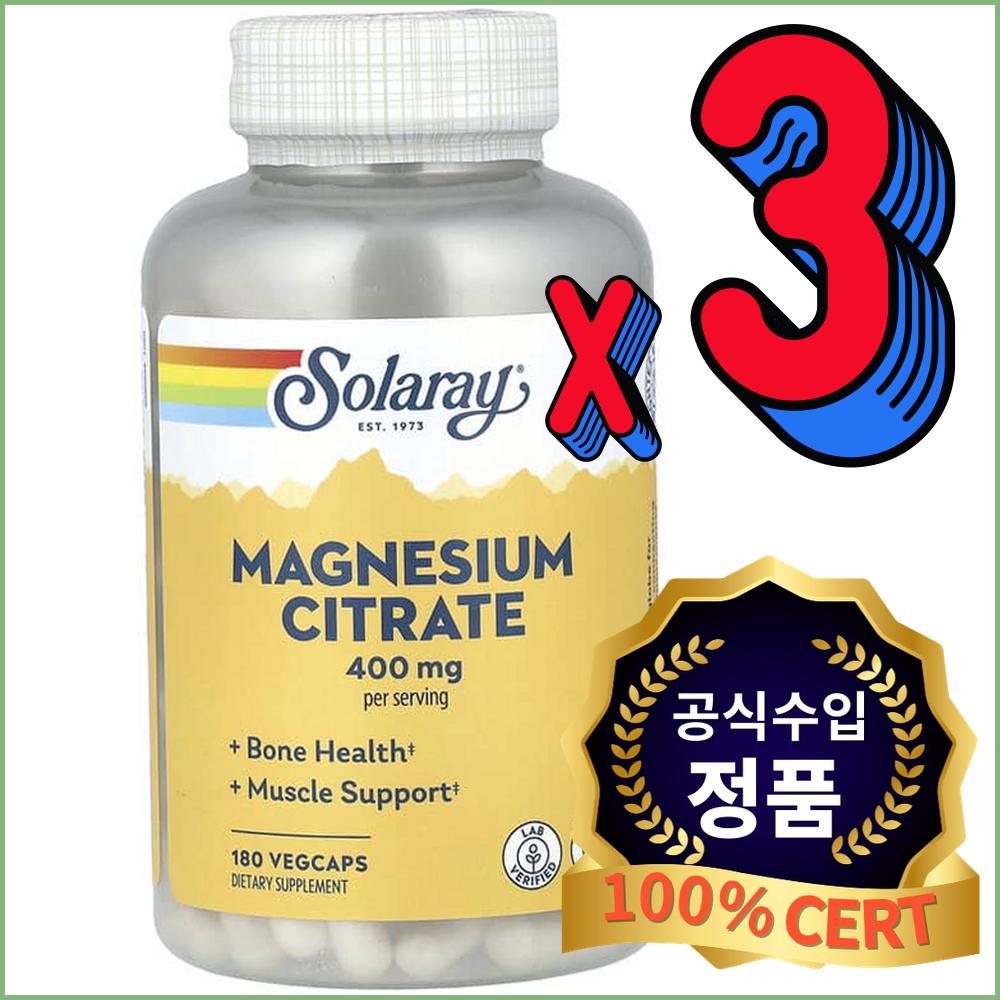 x3
Solaray®
EST. 1973
MAGNESIUM
CITRATE
400 mg
per serving
+ Bone Health‡
+ Muscle Support‡
180 VEGCAPS
DIETARY SUPPLEMENT
LAB
VERIFIED
공식수입
정품
100% CERT